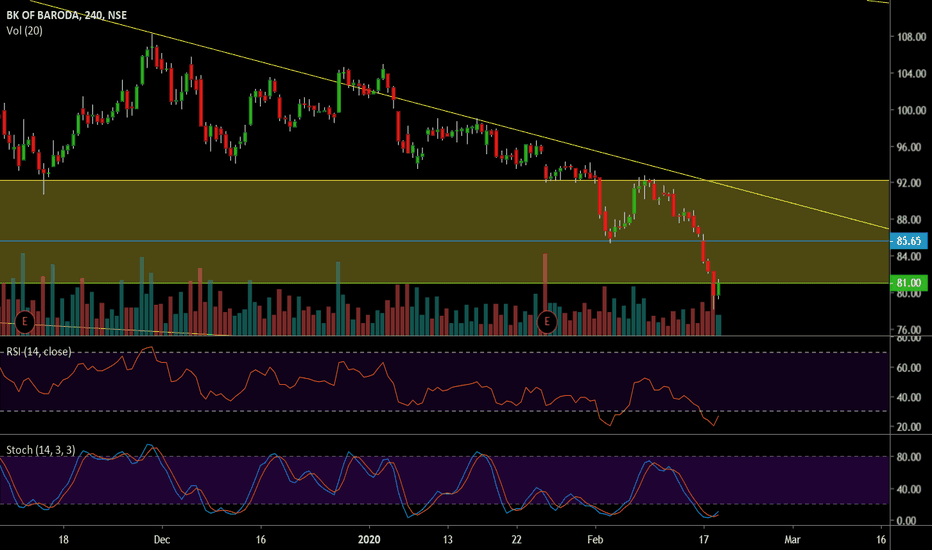 BK OF BARODA, 240, NSE
Vol (20)
108.00
104.00
100.00
96.00
92.00
88.00
85.65
84.00
81.00
80.00
76.00
E
E
80.00
RSI (14, close)
60.00
40.00
20.00
Stoch (14, 3, 3)
80.00
40.00
0.00
18 Dec 16 2020 13 22 Feb 17 Mar 16